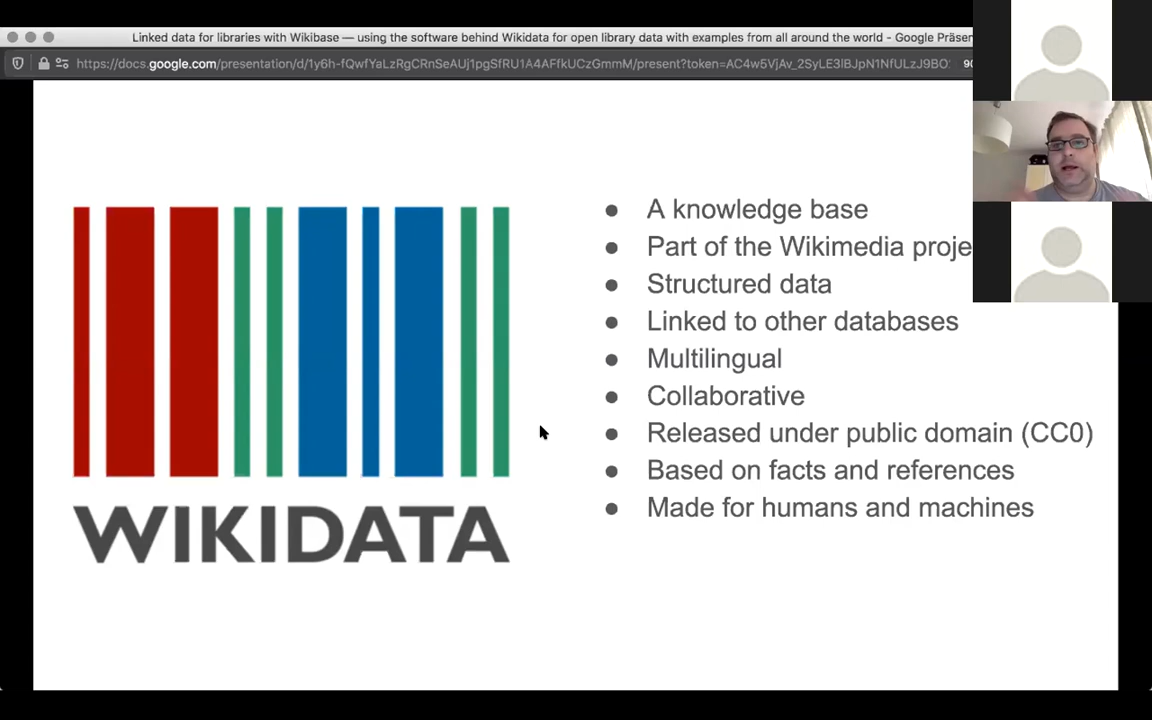 Linked data for libraries with Wikibase — using the software behind Wikidata for open library data with examples from all around the world - Google Präsen
https://docs.google.com/presentation/d/1y6h-fQwfYaLzRgCRnSeAUj1pgSfRU1A4AFfkUCzGmmM/present?token=AC4w5VjAv_2SyLE3lBJpN1NfULzJ9BO 90
A knowledge base
Part of the Wikimedia proje
Structured data
Linked to other databases
Multilingual
Collaborative
Released under public domain (CC0)
Based on facts and references
Made for humans and machines
WIKIDATA